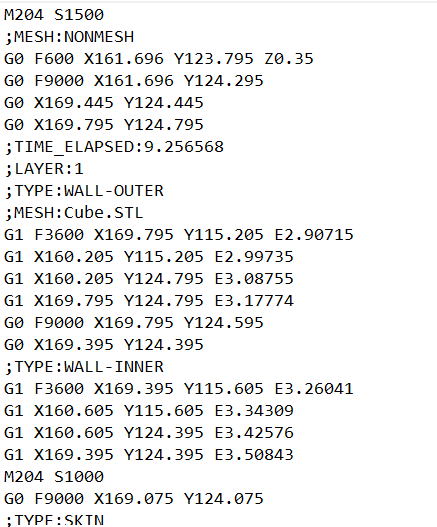 M204 S1500
;MESH:NONMESH
G0 F600 X161.696 Y123.795 Z0.35
G0 F9000 X161.696 Y124.295
G0 X169.445 Y124.445
G0 X169.795 Y124.795
;TIME_ELAPSED:9.256568
;LAYER:1
;TYPE:WALL-OUTER
;MESH:Cube.STL
G1 F3600 X169.795 Y115.205 E2.90715
G1 X160.205 Y115.205 E2.99735
G1 X160.205 Y124.795 E3.08755
G1 X169.795 Y124.795 E3.17774
G0 F9000 X169.795 Y124.595
G0 X169.395 Y124.395
;TYPE:WALL-INNER
G1 F3600 X169.395 Y115.605 E3.26041
G1 X160.605 Y115.605 E3.34309
G1 X160.605 Y124.395 E3.42576
G1 X169.395 Y124.395 E3.50843
M204 S1000
G0 F9000 X169.075 Y124.075
;TYPE:SKIN